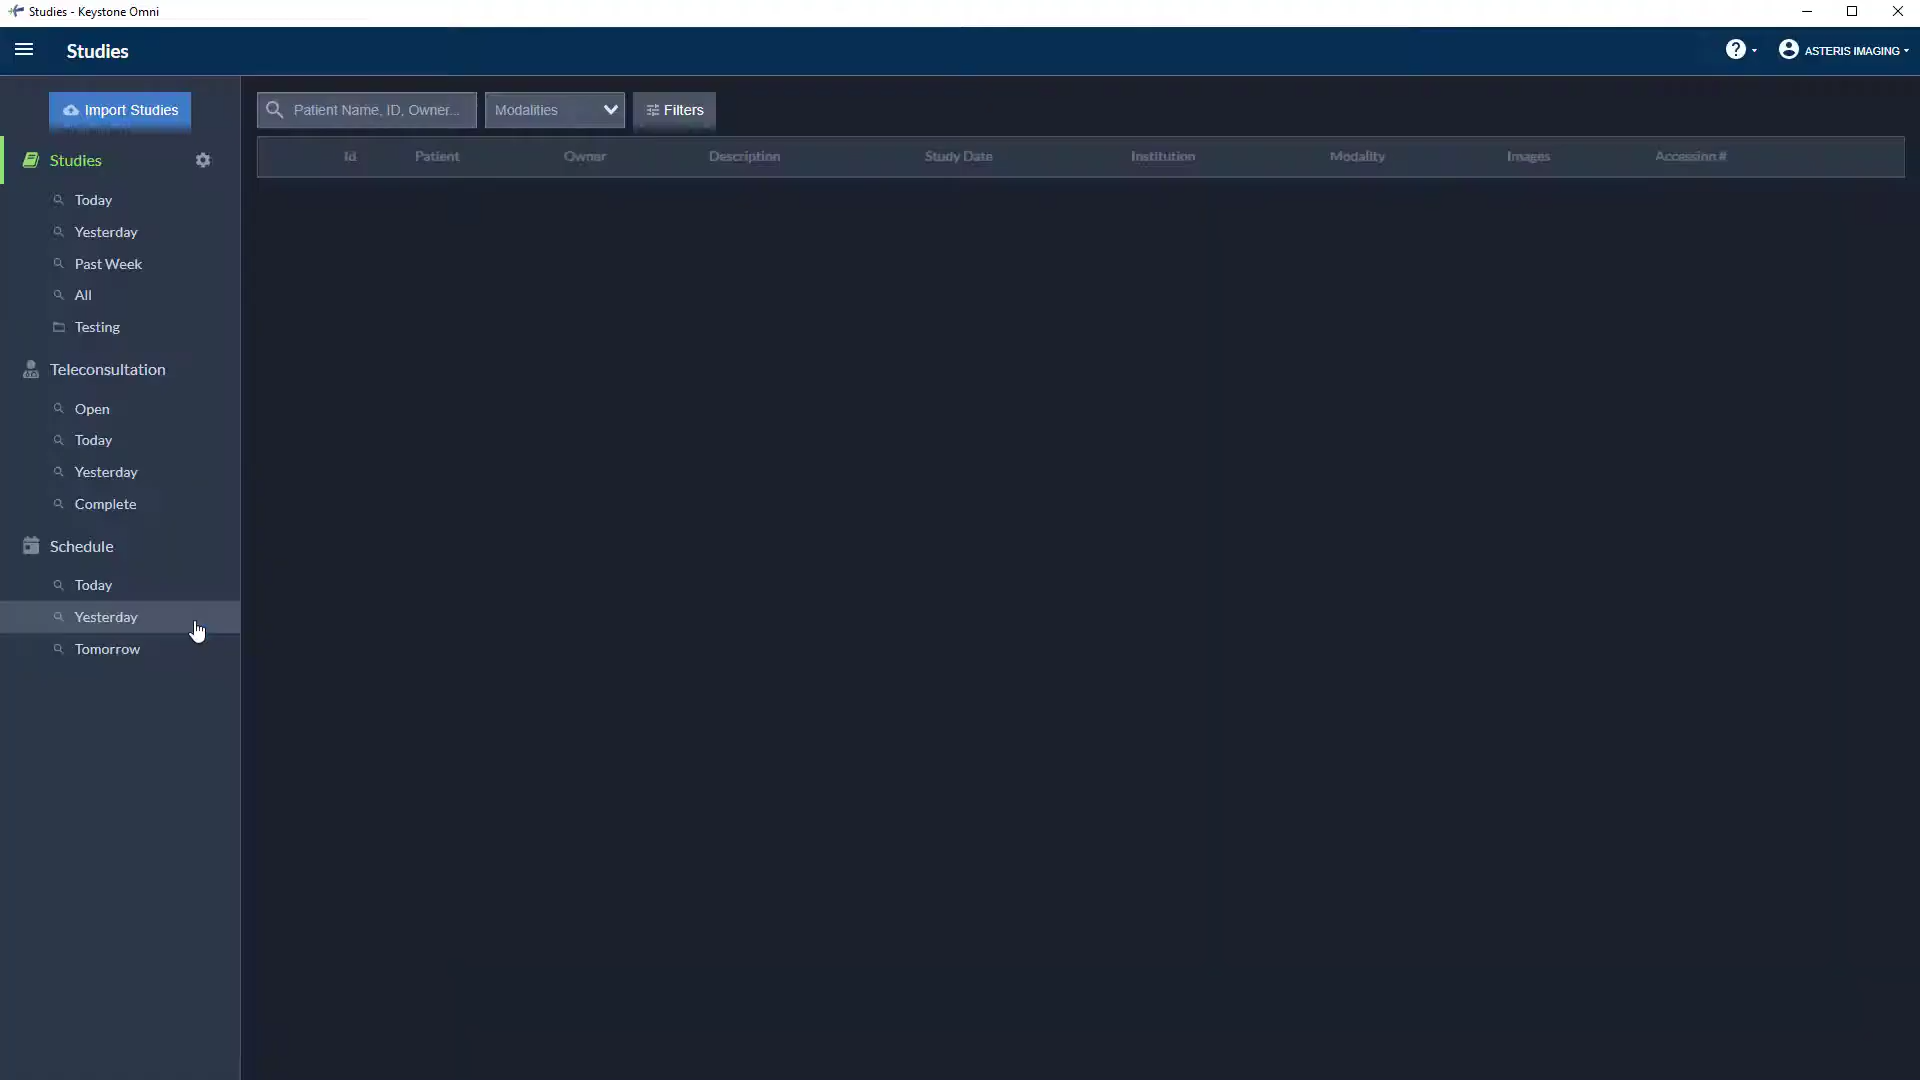 Studies - Keystone Omni
Studies
ASTERIS IMAGING
Import Studies
Patient Name, ID, Owner...
Modalities
Filters
Id Patient Owner Description Study Date Institution Modality Images Accession #
Studies
Today
Yesterday
Past Week
All
Testing
Teleconsultation
Open
Today
Yesterday
Complete
Schedule
Today
Yesterday
Tomorrow